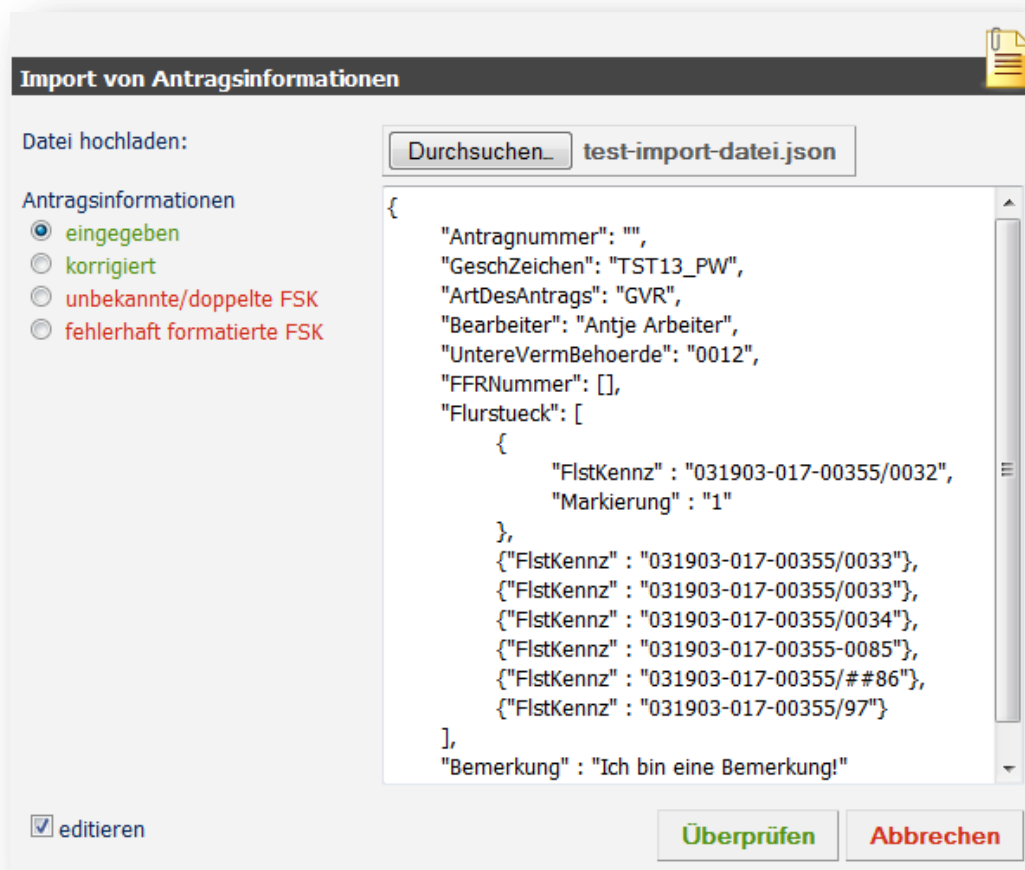 Import von Antragsinformationen
Datei hochladen:
Durchsuchen... test-import-datei.json
Antragsinformationen
eingegeben
korrigiert
unbekannte/doppelte FSK
fehlerhaft formatierte FSK
{
"Antragnummer": "",
"GeschZeichen": "TST13_PW",
"ArtDesAntrags": "GVR",
"Bearbeiter": "Antje Arbeiter",
"UntereVermBehoerde": "0012",
"FFRNummer": [],
"Flurstueck": [
{
"FlstKennz" : "031903-017-00355/0032",
"Markierung" : "1"
},
{"FlstKennz" : "031903-017-00355/0033"},
{"FlstKennz" : "031903-017-00355/0033"},
{"FlstKennz" : "031903-017-00355/0034"},
{"FlstKennz" : "031903-017-00355-0085"},
{"FlstKennz" : "031903-017-00355/##86"},
{"FlstKennz" : "031903-017-00355/97"}
],
"Bemerkung" : "Ich bin eine Bemerkung!"
editieren
Überprüfen
Abbrechen